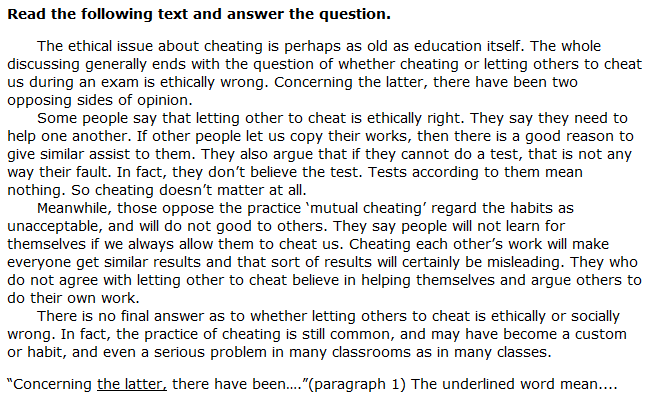 Read the following text and answer the question.
The ethical issue about cheating is perhaps as old as education itself. The whole
discussing generally ends with the question of whether cheating or letting others to cheat
us during an exam is ethically wrong. Concerning the latter, there have been two
opposing sides of opinion.
Some people say that letting other to cheat is ethically right. They say they need to
help one another. If other people let us copy their works, then there is a good reason to
give similar assist to them. They also argue that if they cannot do a test, that is not any
way their fault. In fact, they don’t believe the test. Tests according to them mean
nothing. So cheating doesn’t matter at all.
Meanwhile, those oppose the practice ‘mutual cheating’ regard the habits as
unacceptable, and will do not good to others. They say people will not learn for
themselves if we always allow them to cheat us. Cheating each other’s work will make
everyone get similar results and that sort of results will certainly be misleading. They who
do not agree with letting other to cheat believe in helping themselves and argue others to
do their own work.
There is no final answer as to whether letting others to cheat is ethically or socially
wrong. In fact, the practice of cheating is still common, and may have become a custom
or habit, and even a serious problem in many classrooms as in many classes.
“Concerning the latter, there have been….”(paragraph 1) The underlined word mean....